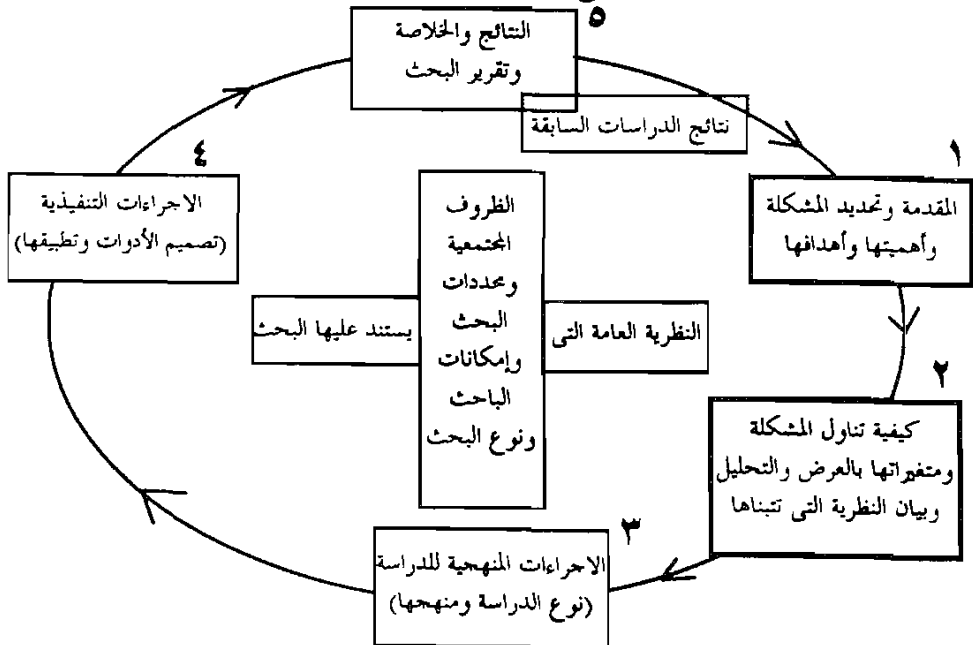 ٥
النتائج والخلاصة
وتقرير البحث
نتائج الدراسات السابقة
١
المقدمة وتحديد المشكلة
وأهميتها وأهدافها
٢
كيفية تناول المشكلة
ومتغيراتها بالعرض والتحليل
وبيان النظرية التى تتبناها
٣
الاجراءات المنهجية للدراسة
(نوع الدراسة ومنهجها)
٤
الاجراءات التنفيذية
(تصميم الأدوات وتطبيقها)
الظروف
المجتمعية
ومحددات
البحث
وإمكانات
الباحث
ونوع البحث
النظرية العامة التى
يستند عليها البحث